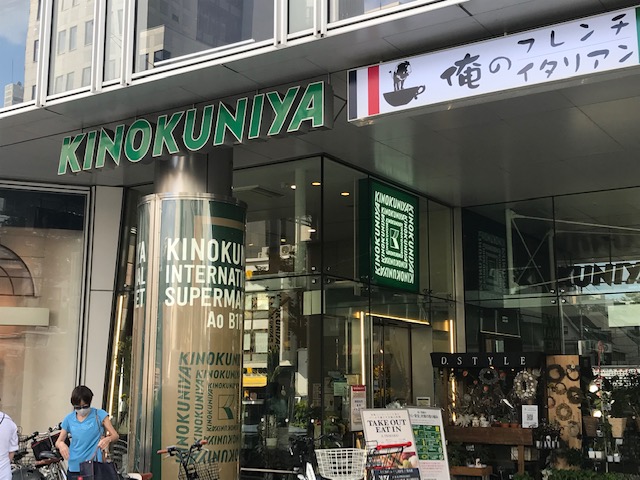 俺のフレンチ
イタリアン
KINOKUNIYA
KINOKUNIYA
KINOKU
INTERNAT
SUPERMA
Ao B1
D.STYLE
TAKE OUT
EAT IN
KINOKUNIYA